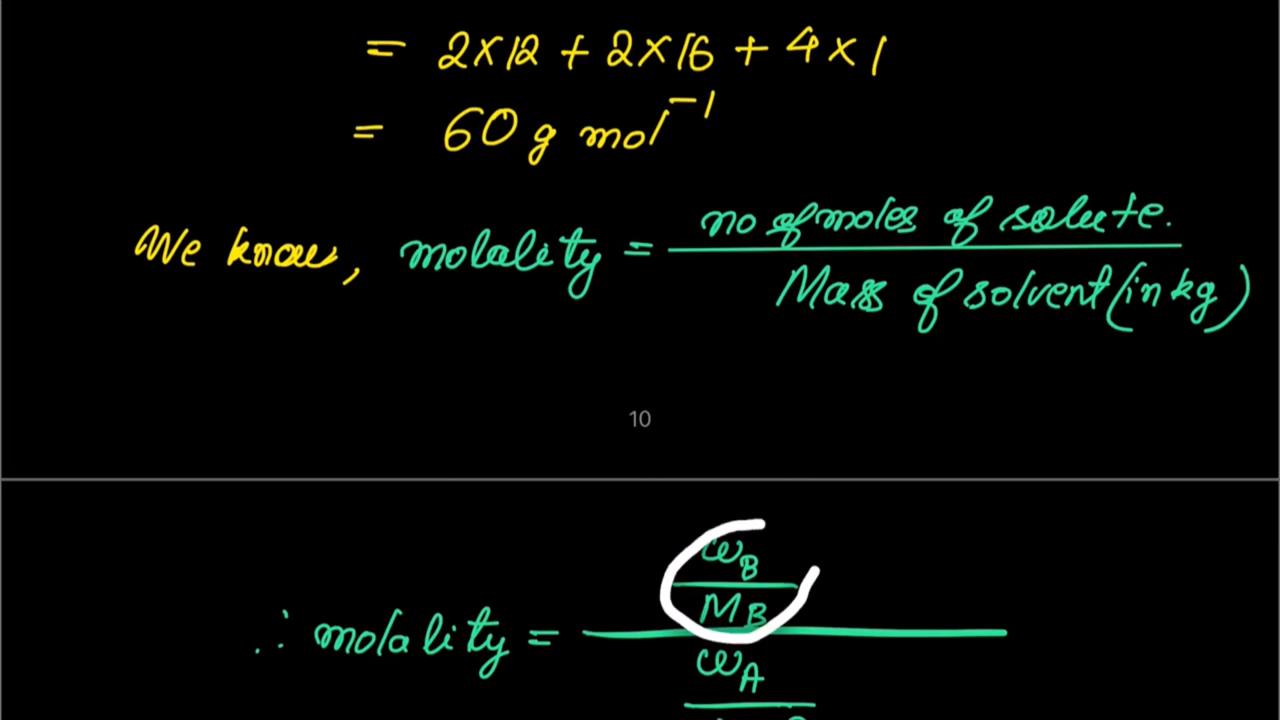 = 2×12 + 2×16 + 4×1
= 60 g mol⁻¹
We know, molality = no of moles of solute.
Mass of solvent (in kg)
10
w_B
M_B
∴ molality =
w_A